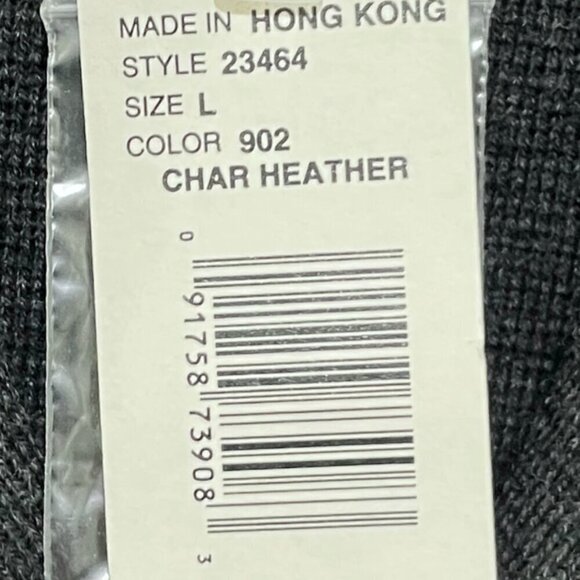 MADE IN HONG KONG
STYLE 23464
SIZE L
COLOR 902
CHAR HEATHER
0 91758 73908 3